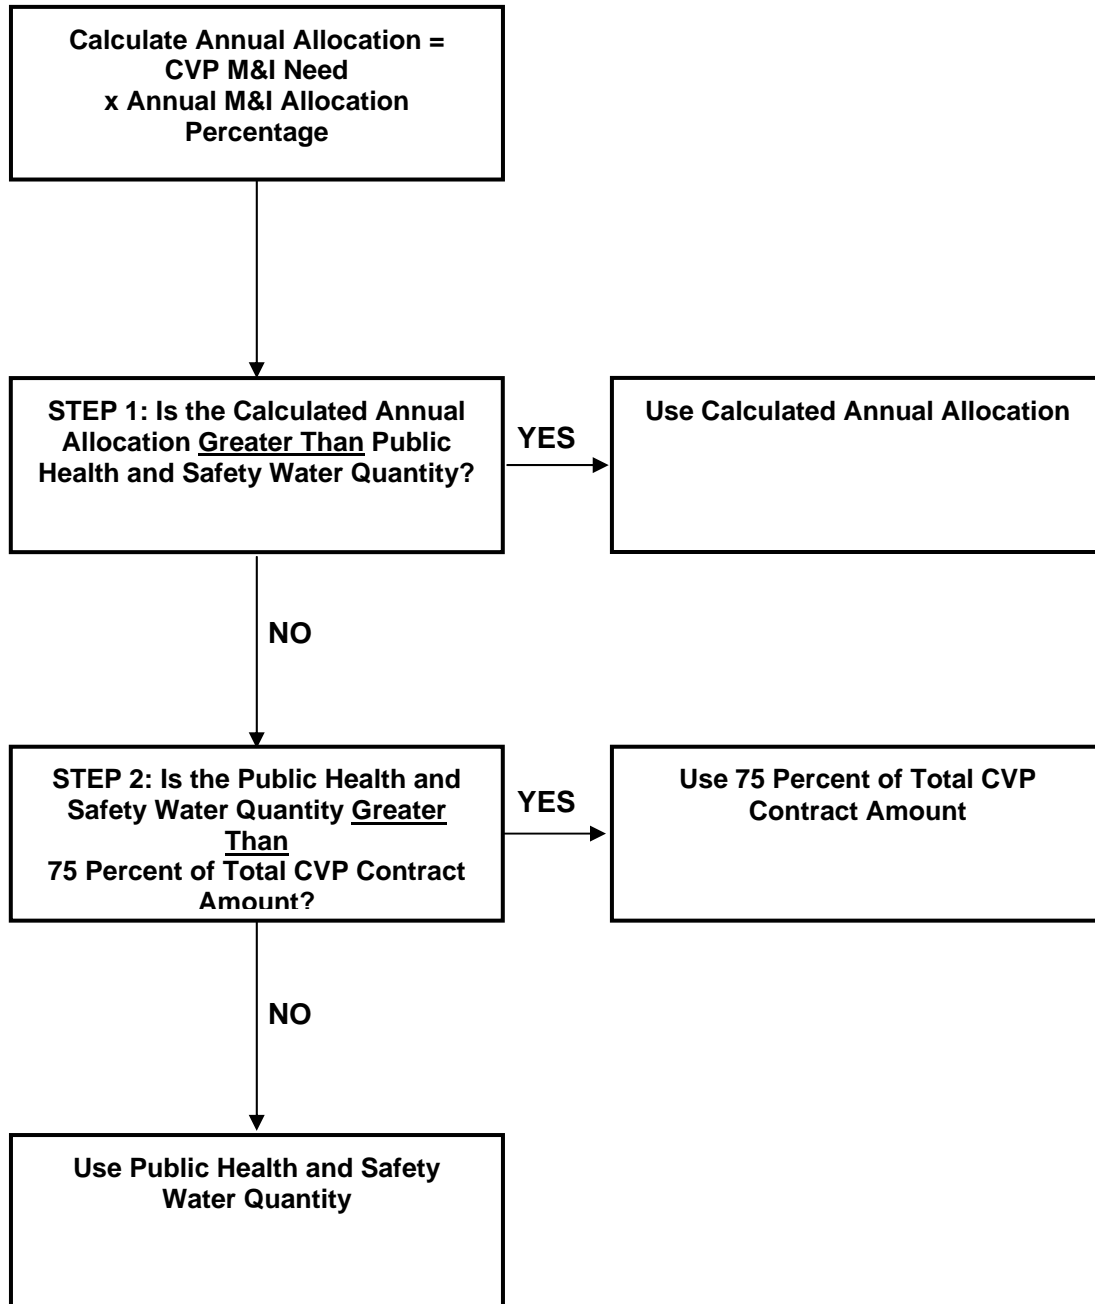 Calculate Annual Allocation =
CVP M&I Need
x Annual M&I Allocation
Percentage
STEP 1: Is the Calculated Annual
Allocation Greater Than Public
Health and Safety Water Quantity?
YES
Use Calculated Annual Allocation
NO
STEP 2: Is the Public Health and
Safety Water Quantity Greater
Than
75 Percent of Total CVP Contract
Amount?
YES
Use 75 Percent of Total CVP
Contract Amount
NO
Use Public Health and Safety
Water Quantity